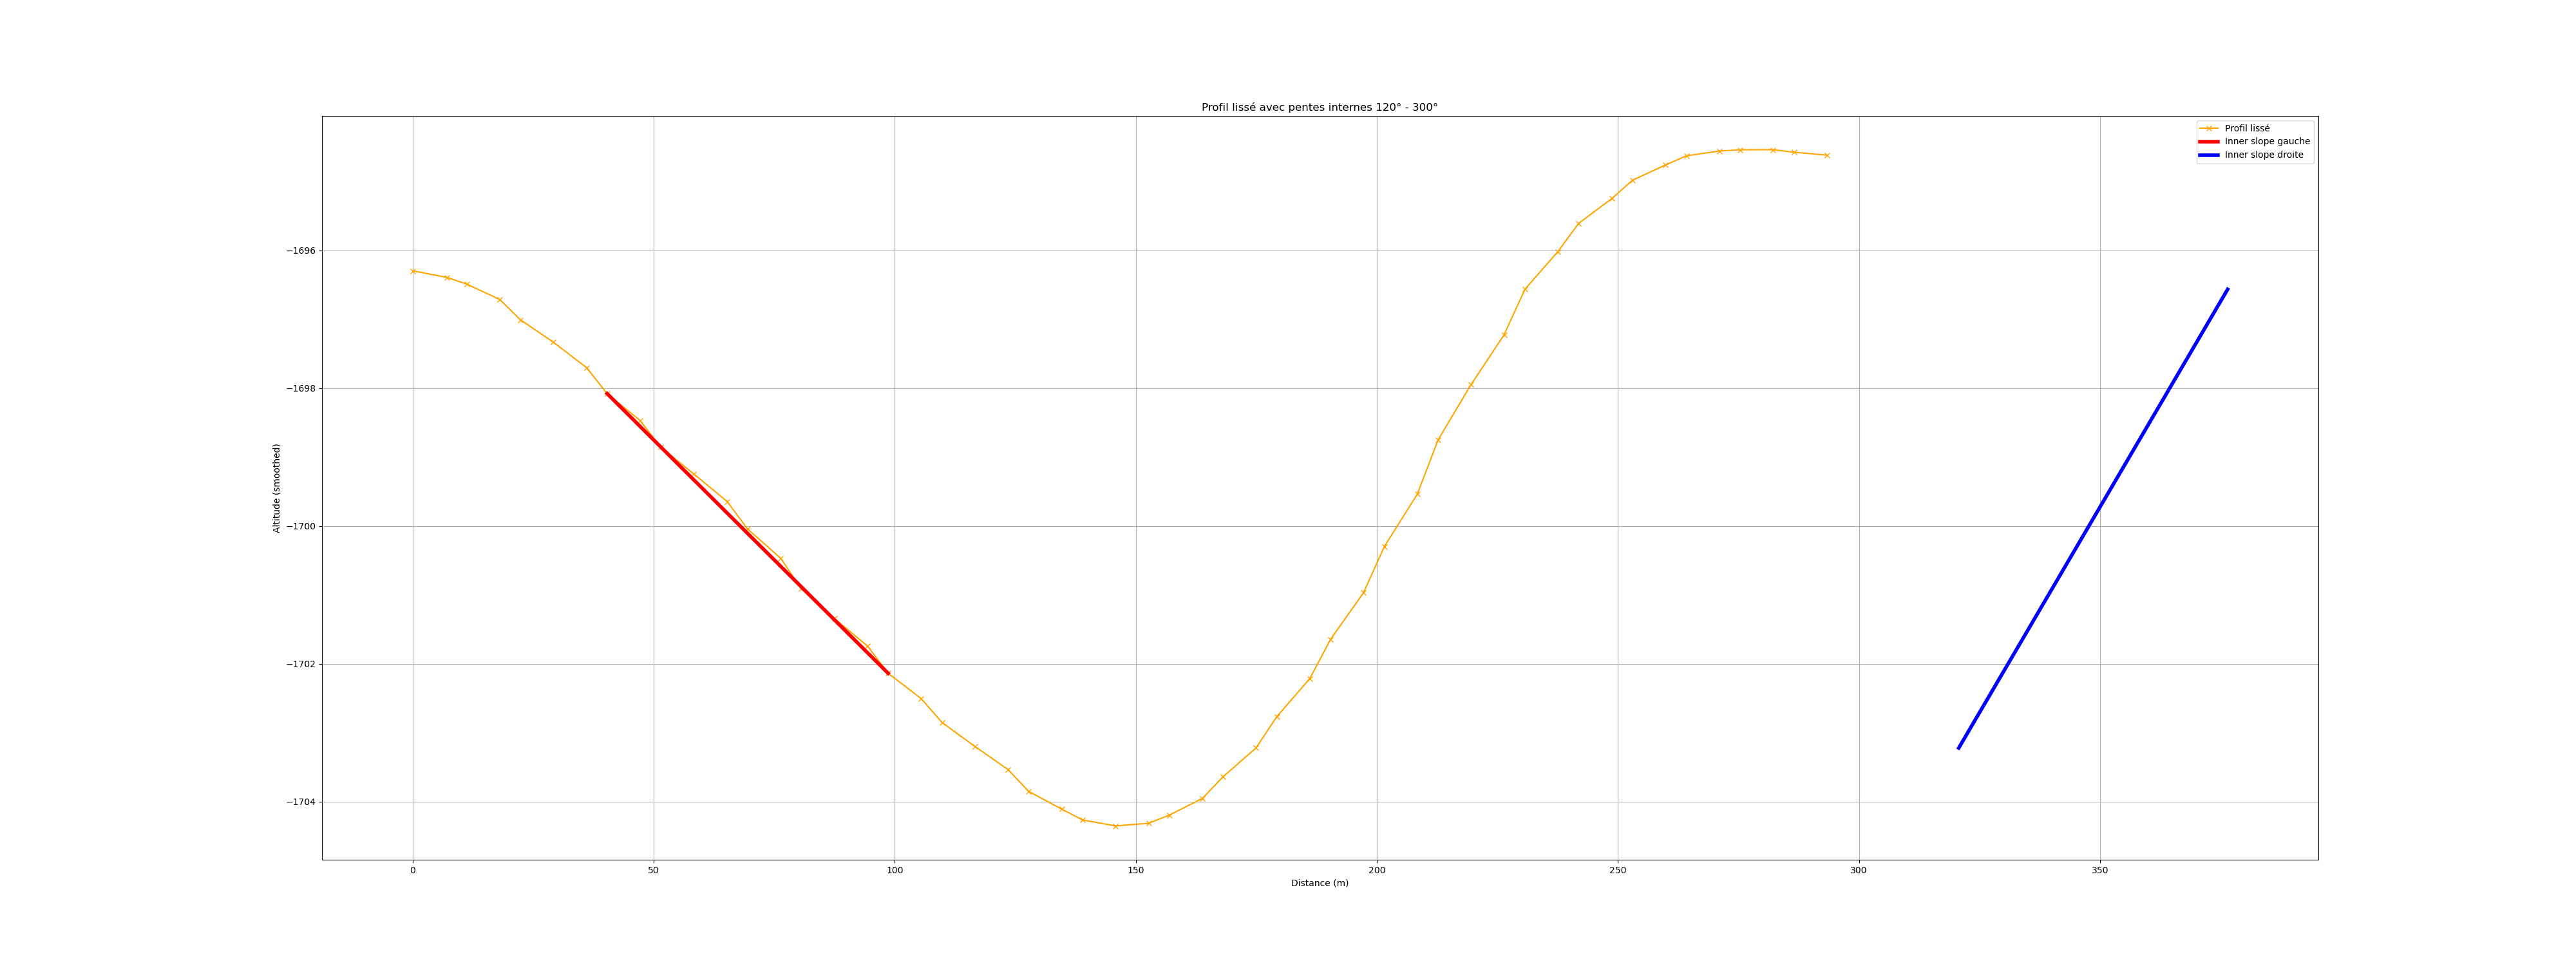 Profil lissé avec pentes internes 120° - 300°
Profil lissé
Inner slope gauche
Inner slope droite
−1696
−1698
−1700
−1702
−1704
Altitude (smoothed)
0 50 100 150 200 250 300 350
Distance (m)